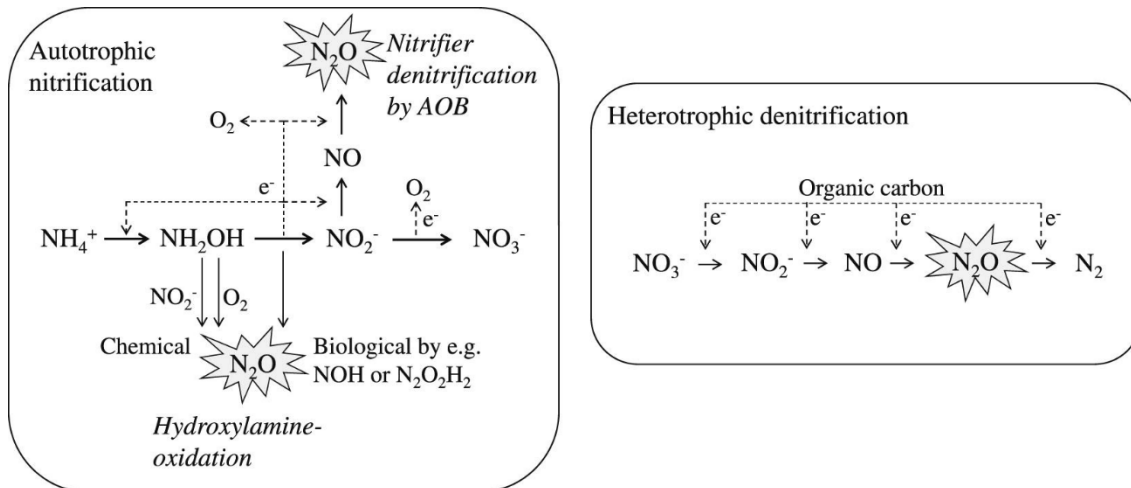 Autotrophic
nitrification
N₂O
Nitrifier
denitrification
by AOB
O₂
NO
e⁻
O₂
e⁻
NH₄⁺ NH₂OH NO₂⁻ NO₃⁻
NO₂⁻ O₂
Chemical
N₂O
Biological by e.g.
NOH or N₂O₂H₂
Hydroxylamine-
oxidation
Heterotrophic denitrification
Organic carbon
e⁻ e⁻ e⁻ e⁻
NO₃⁻ NO₂⁻ NO N₂O N₂